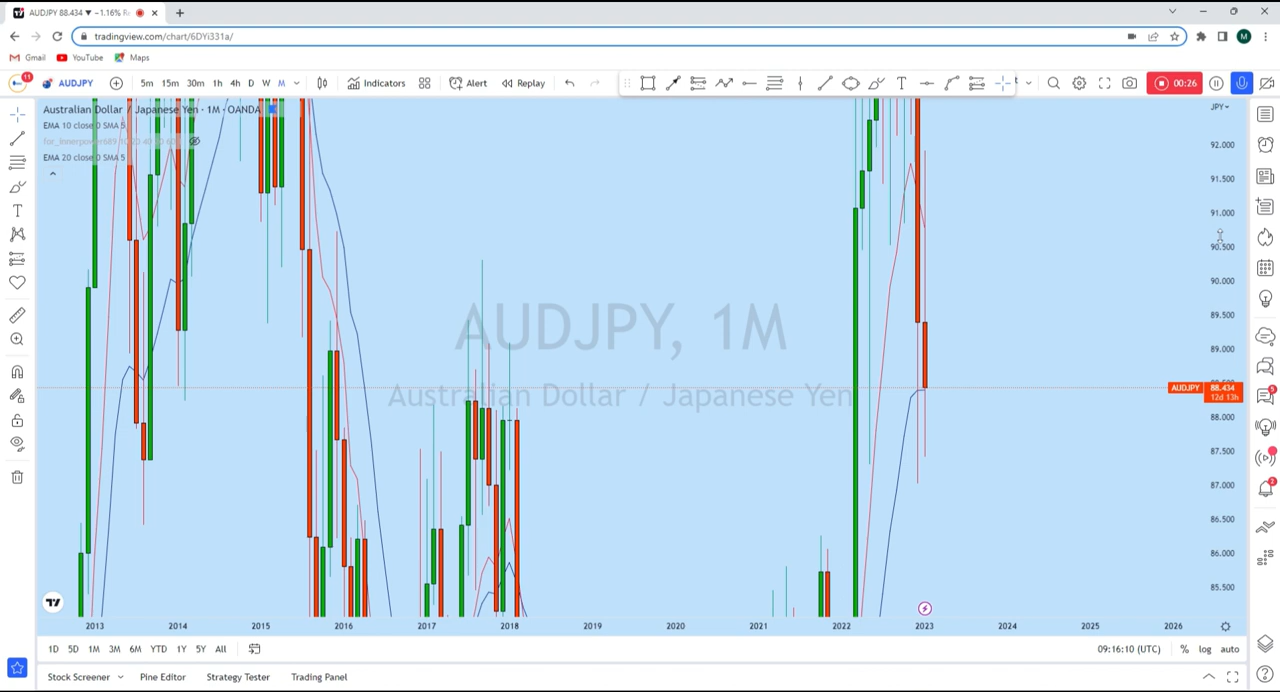 AUDJPY 88.434 ▼ −1.16%
tradingview.com/chart/6DYi331a/
M
Gmail YouTube Maps
11 AUDJPY 5m 15m 30m 1h 4h D W M Indicators Alert Replay 00:26
Australian Dollar / Japanese Yen · 1M · OANDA
JPY
EMA 10 close 0 SMA 5
EMA 20 close 0 SMA 5
92.000
91.500
91.000
90.500
90.000
89.500
89.000
AUDJPY, 1M
Australian Dollar / Japanese Yen
AUDJPY 88.434
12d 13h
88.000
87.500
87.000
86.500
86.000
85.500
2013 2014 2015 2016 2017 2018 2019 2020 2021 2022 2023 2024 2025 2026
1D 5D 1M 3M 6M YTD 1Y 5Y All 09:16:10 (UTC) % log auto
Stock Screener Pine Editor Strategy Tester Trading Panel